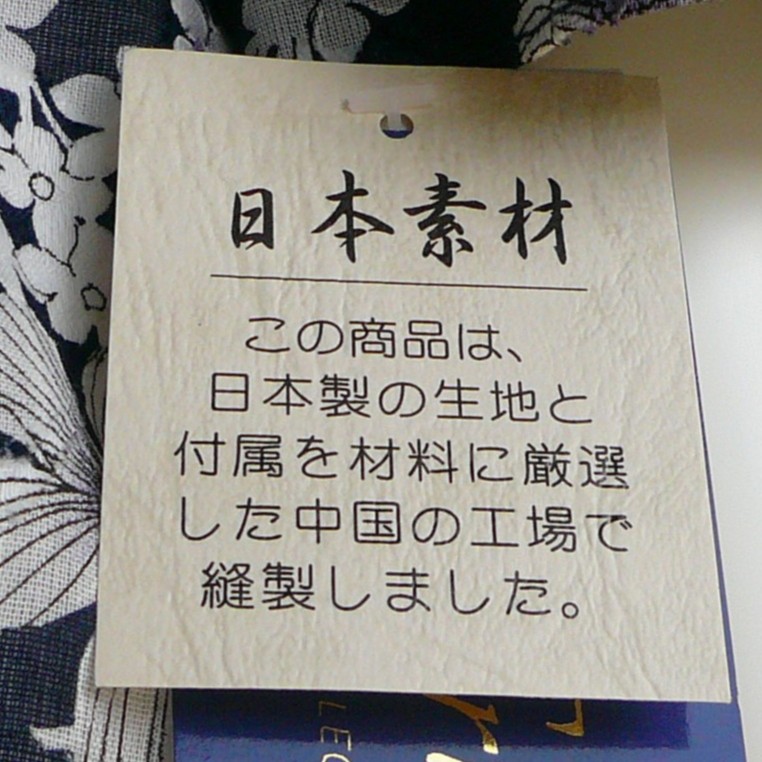 日本素材
この商品は、
日本製の生地と
付属を材料に厳選
した中国の工場で
縫製しました。